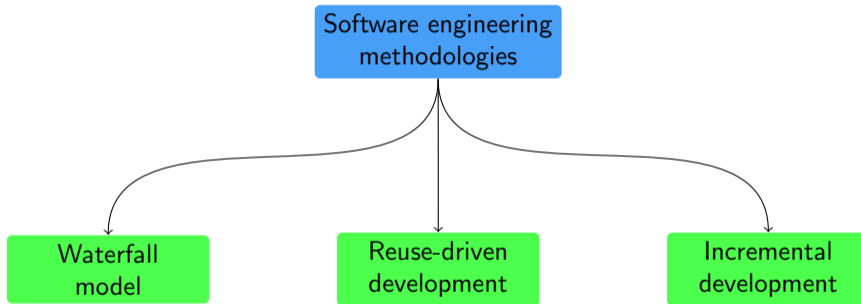 Software engineering
methodologies
Waterfall
model
Reuse-driven
development
Incremental
development